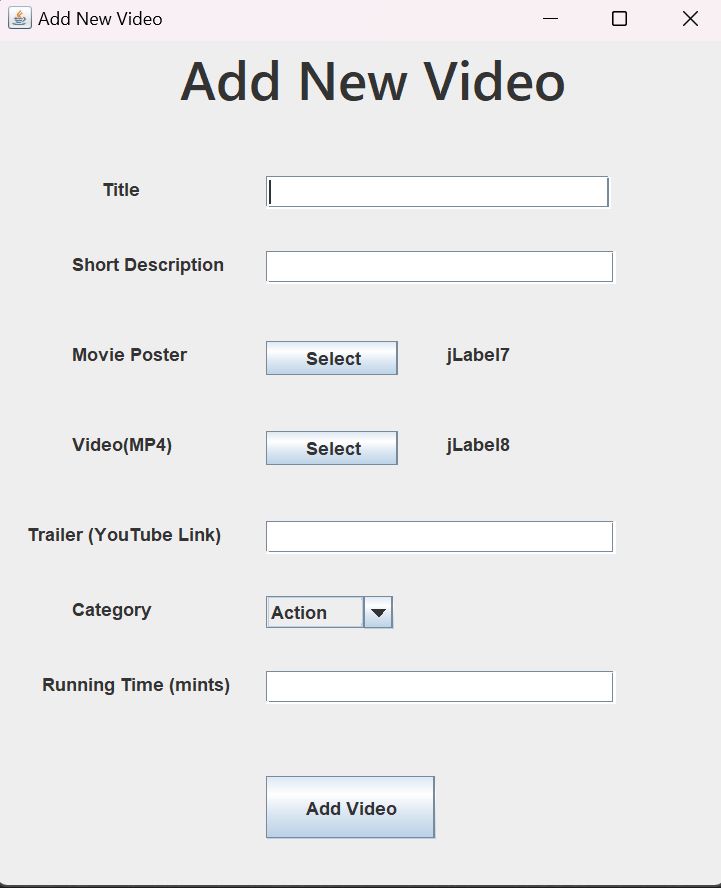 Add New Video
Add New Video
Title
Short Description
Movie Poster Select jLabel7
Video(MP4) Select jLabel8
Trailer (YouTube Link)
Category Action
Running Time (mints)
Add Video